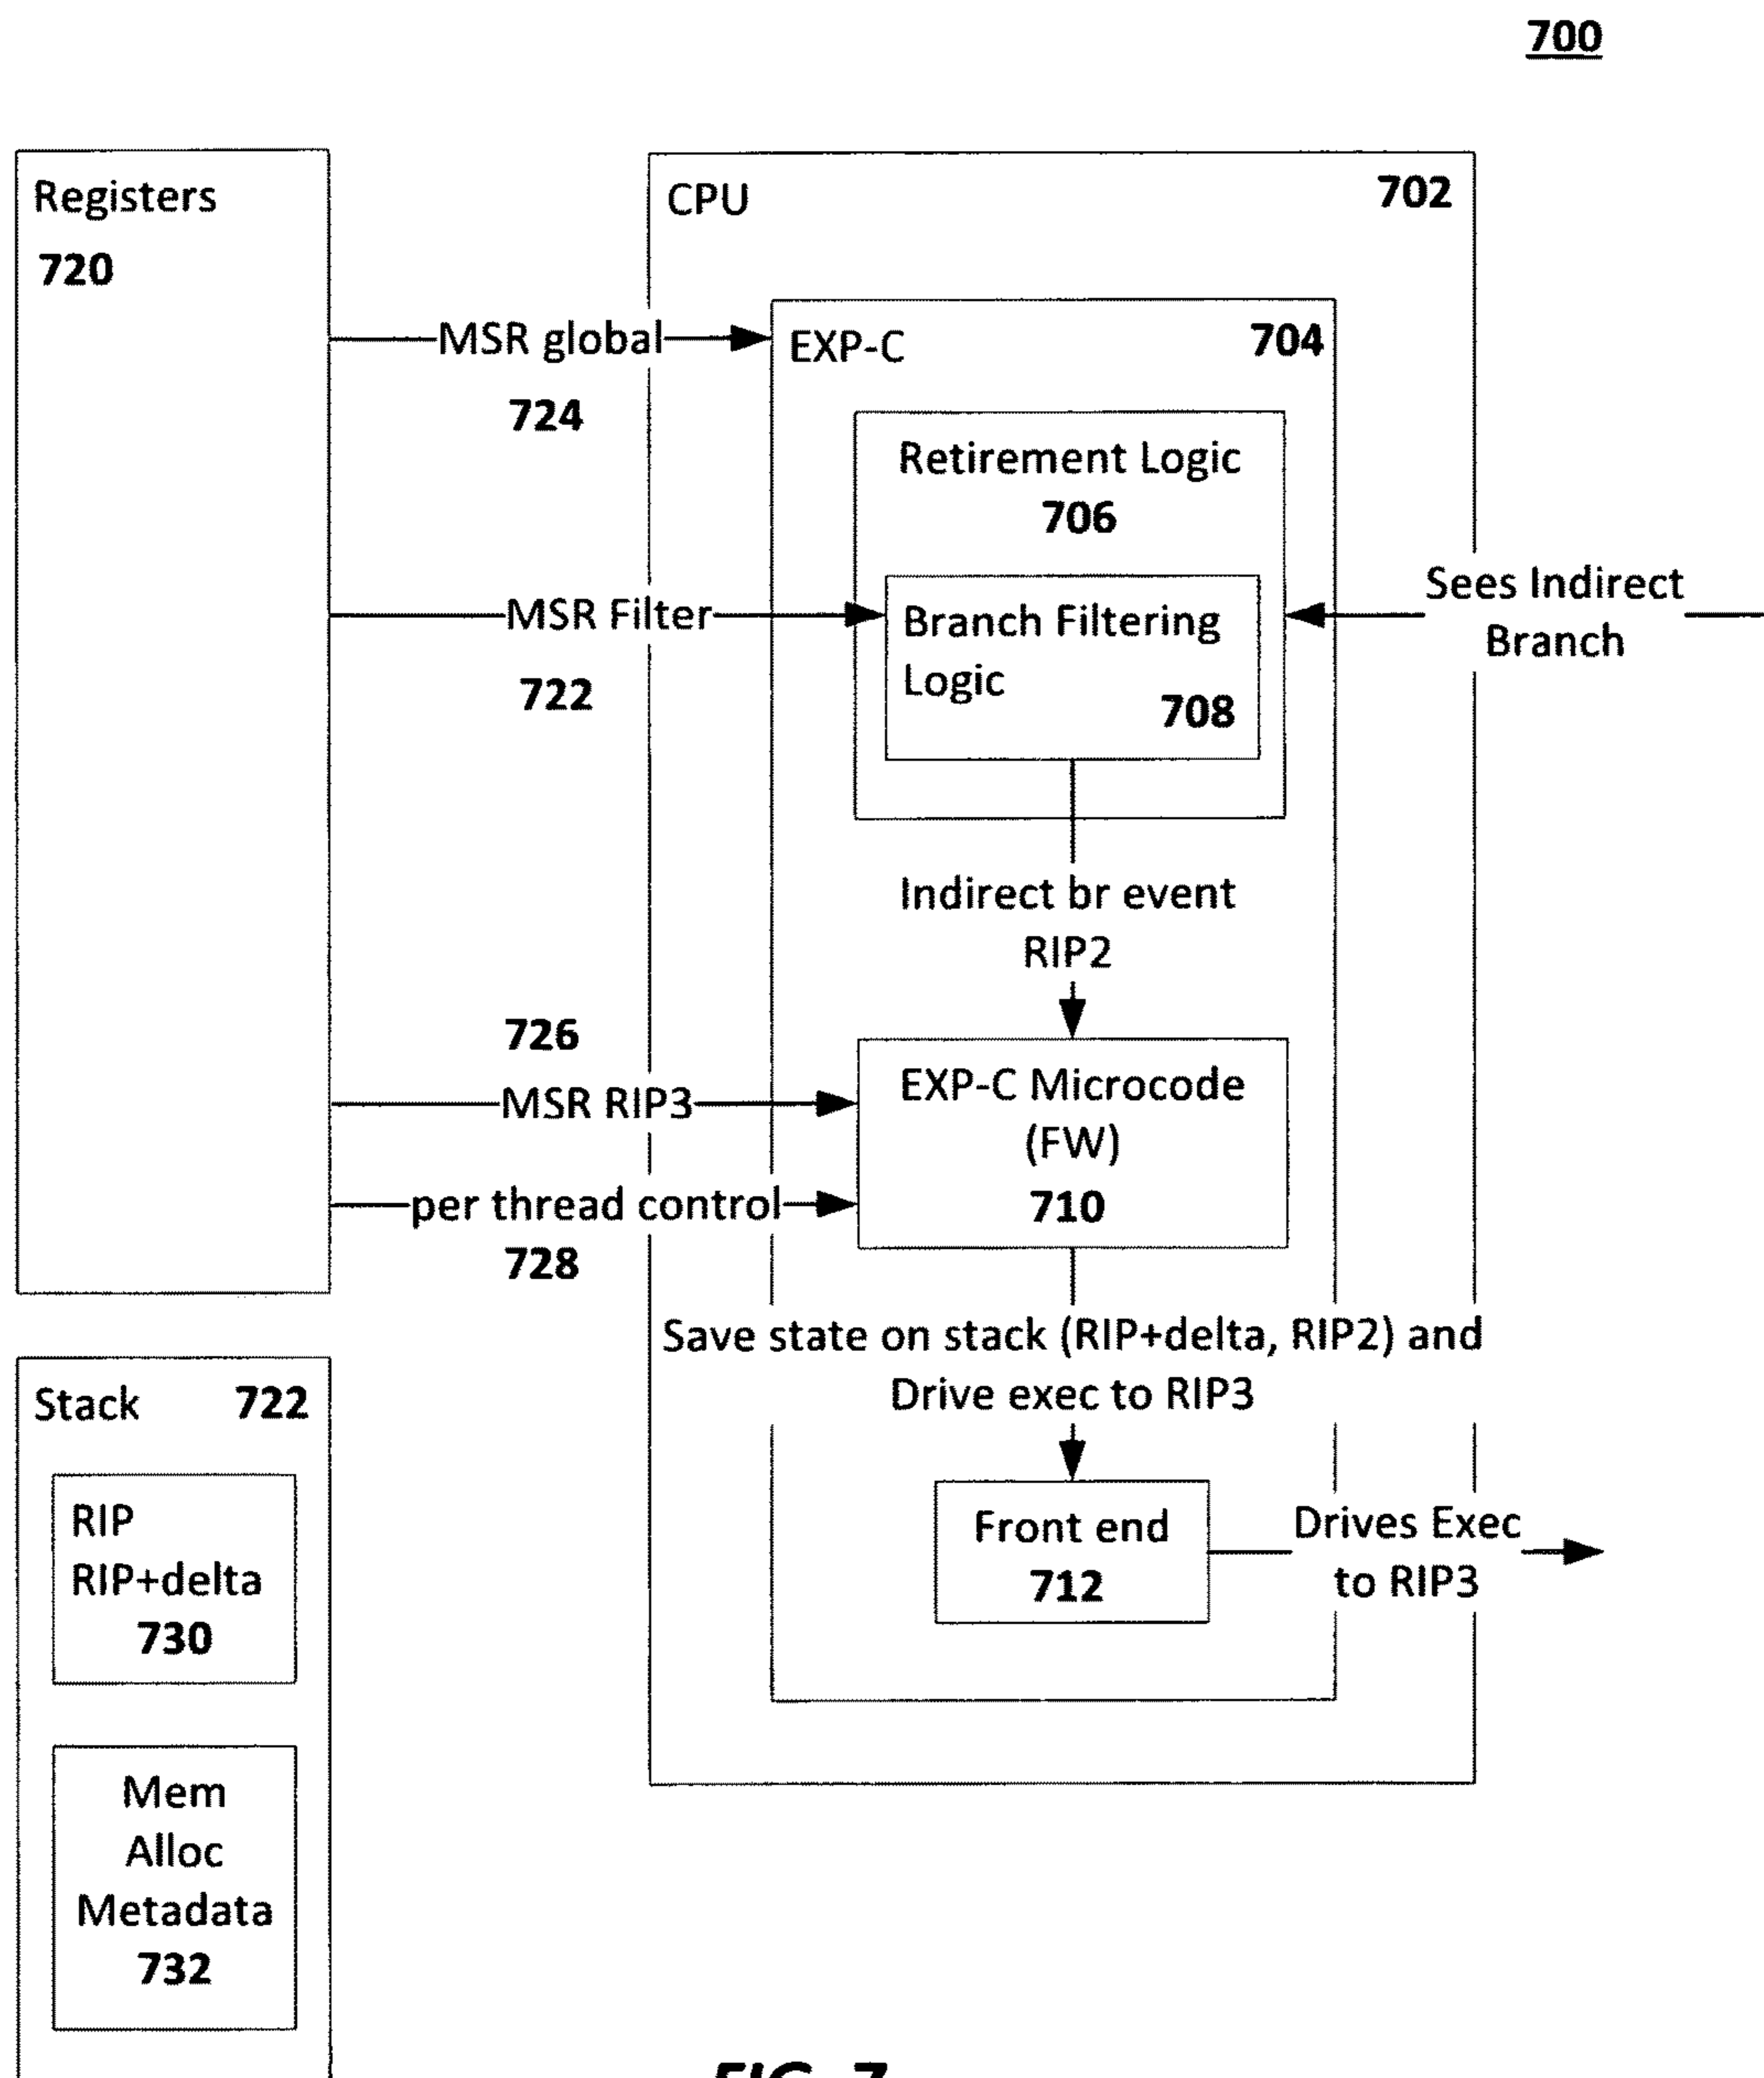 700
Registers
720
CPU
702
MSR global
724
EXP-C
704
Retirement Logic
706
MSR Filter
722
Branch Filtering
Logic
708
Sees Indirect
Branch
Indirect br event
RIP2
726
MSR RIP3
per thread control
728
EXP-C Microcode
(FW)
710
Save state on stack (RIP+delta, RIP2) and
Drive exec to RIP3
Front end
712
Drives Exec
to RIP3
Stack
722
RIP
RIP+delta
730
Mem
Alloc
Metadata
732
FIG. 7